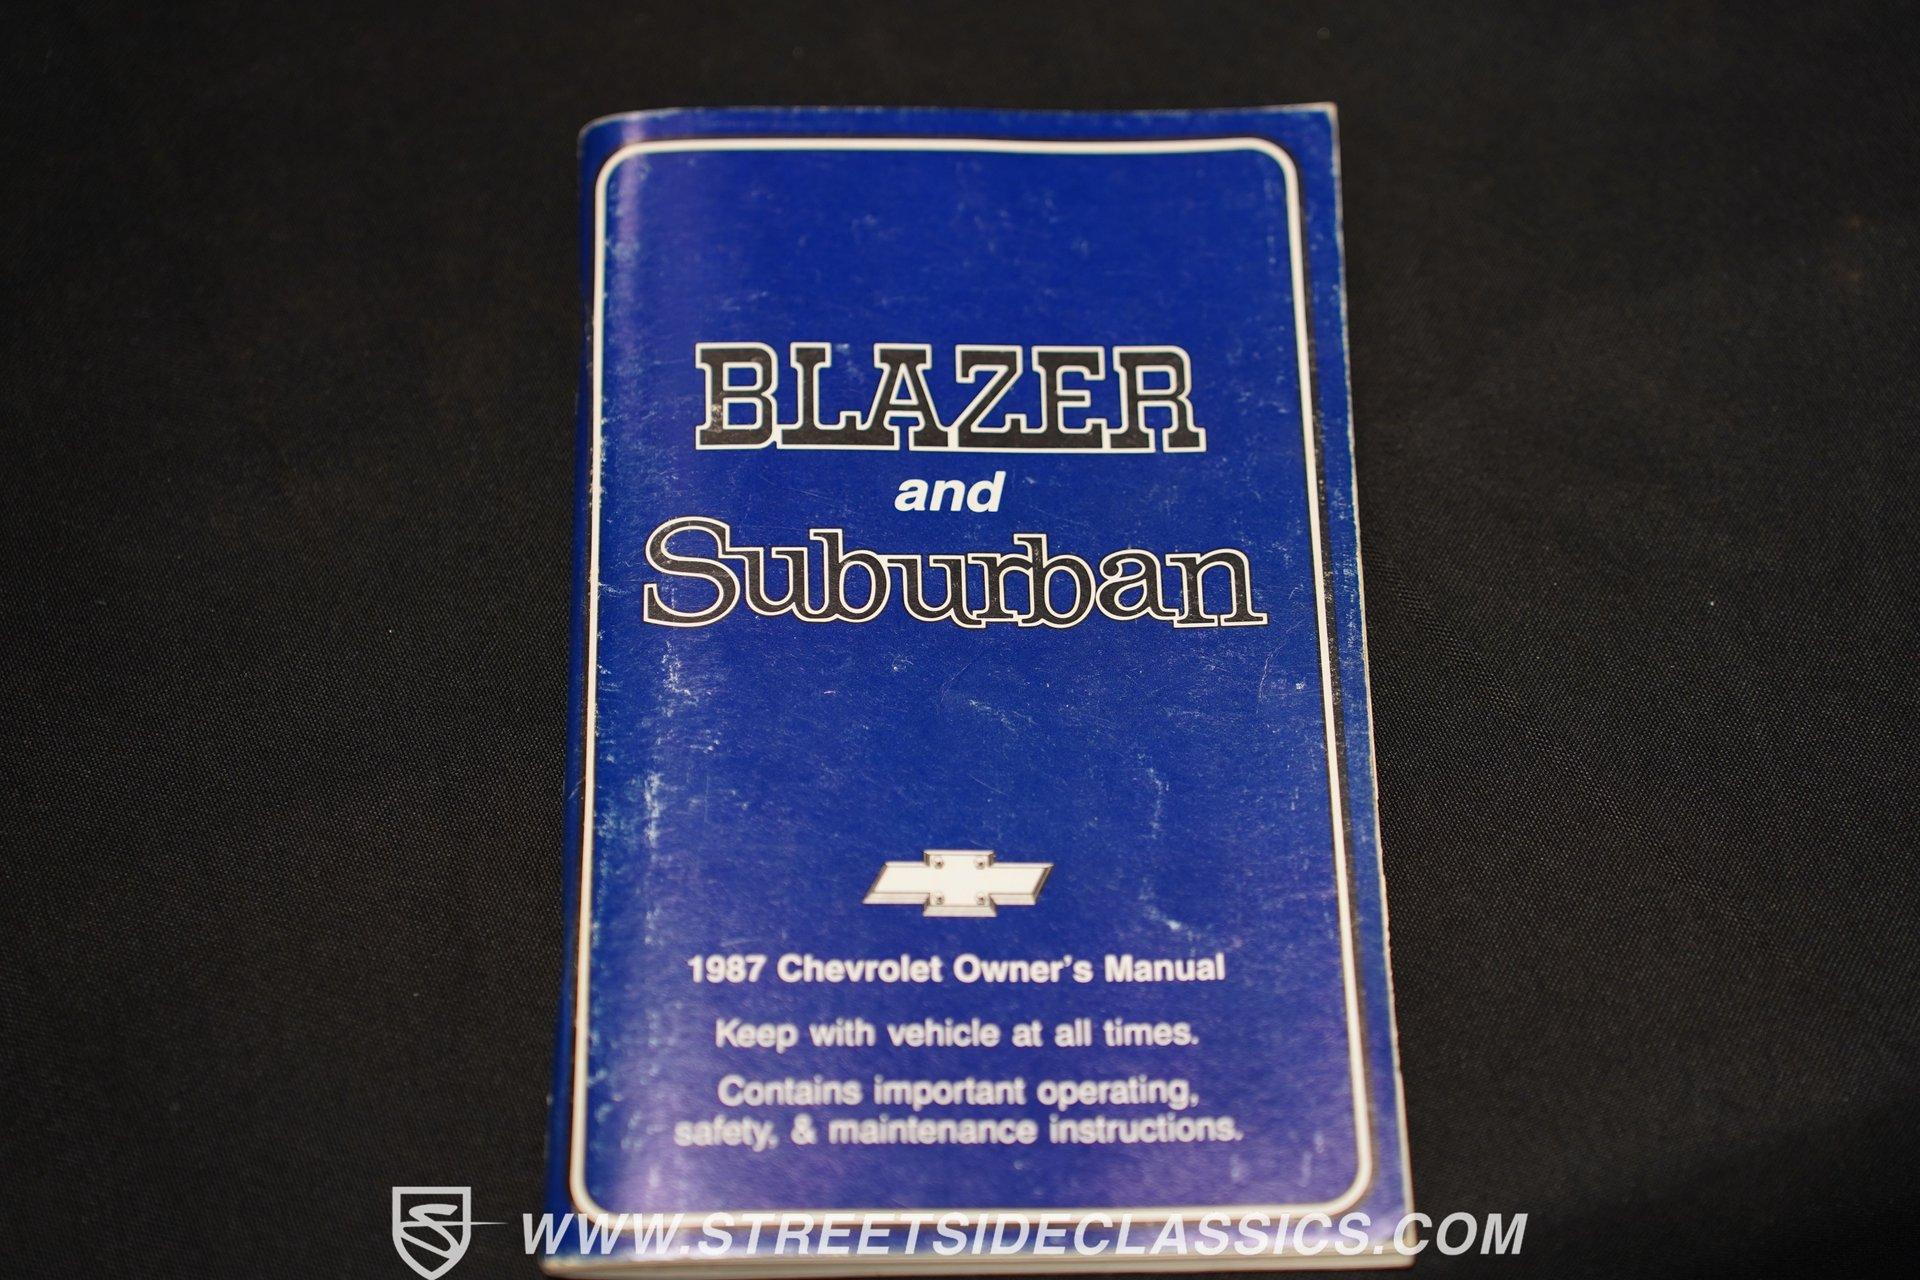 BLAZER
and
Suburban
1987 Chevrolet Owner's Manual
Keep with vehicle at all times.
Contains important operating,
safety, & maintenance instructions.
WWW.STREETSIDECLASSICS.COM